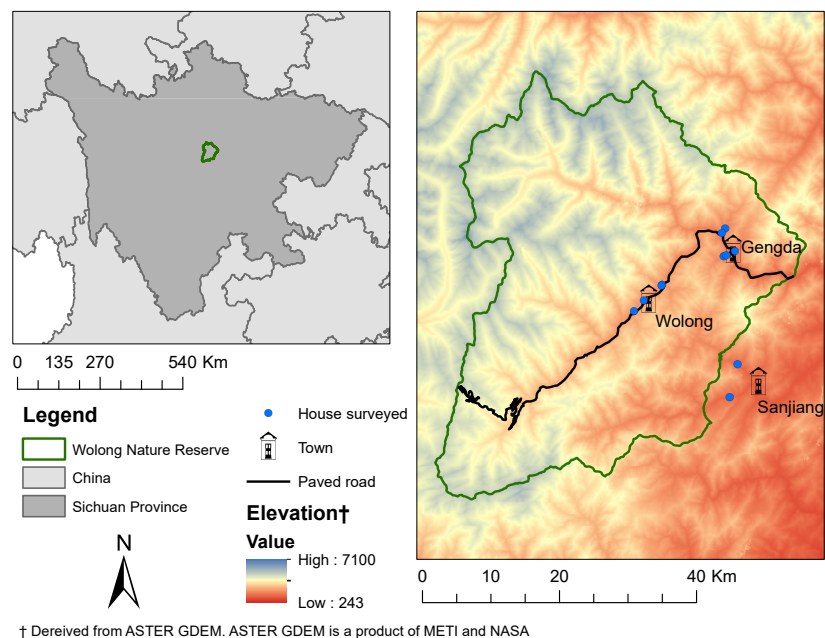 Gengda
Wolong
Sanjiang
0 135 270 540 Km
Legend
Wolong Nature Reserve
China
Sichuan Province
House surveyed
Town
Paved road
Elevation†
Value
High : 7100
Low : 243
N
0 10 20 40 Km
† Dereived from ASTER GDEM. ASTER GDEM is a product of METI and NASA